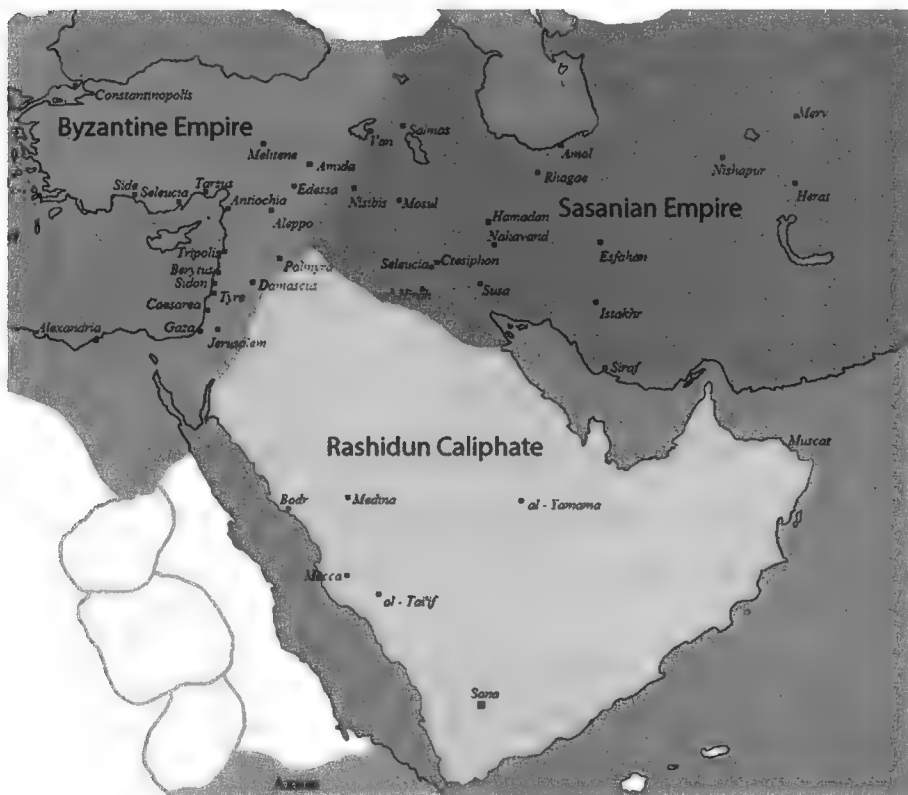 Constantinopolis
Byzantine Empire
Melitene
Van
Salmas
Amida
Amol
Rhagae
Merv
Nishapur
Herat
Side
Seleucia
Tarsus
Antiochia
Edessa
Aleppo
Nisibis
Mosul
Sasanian Empire
Hamadan
Nahavand
Tripolis
Berytus
Sidon
Palmyra
Damascus
Tyre
Seleucia
Ctesiphon
Esfahan
Susa
Caesarea
Istakhr
Alexandria
Gaza
Jerusalem
Siraf
Rashidun Caliphate
Muscat
Badr
Medina
al - Yamama
Mecca
al - Tai'if
Sana